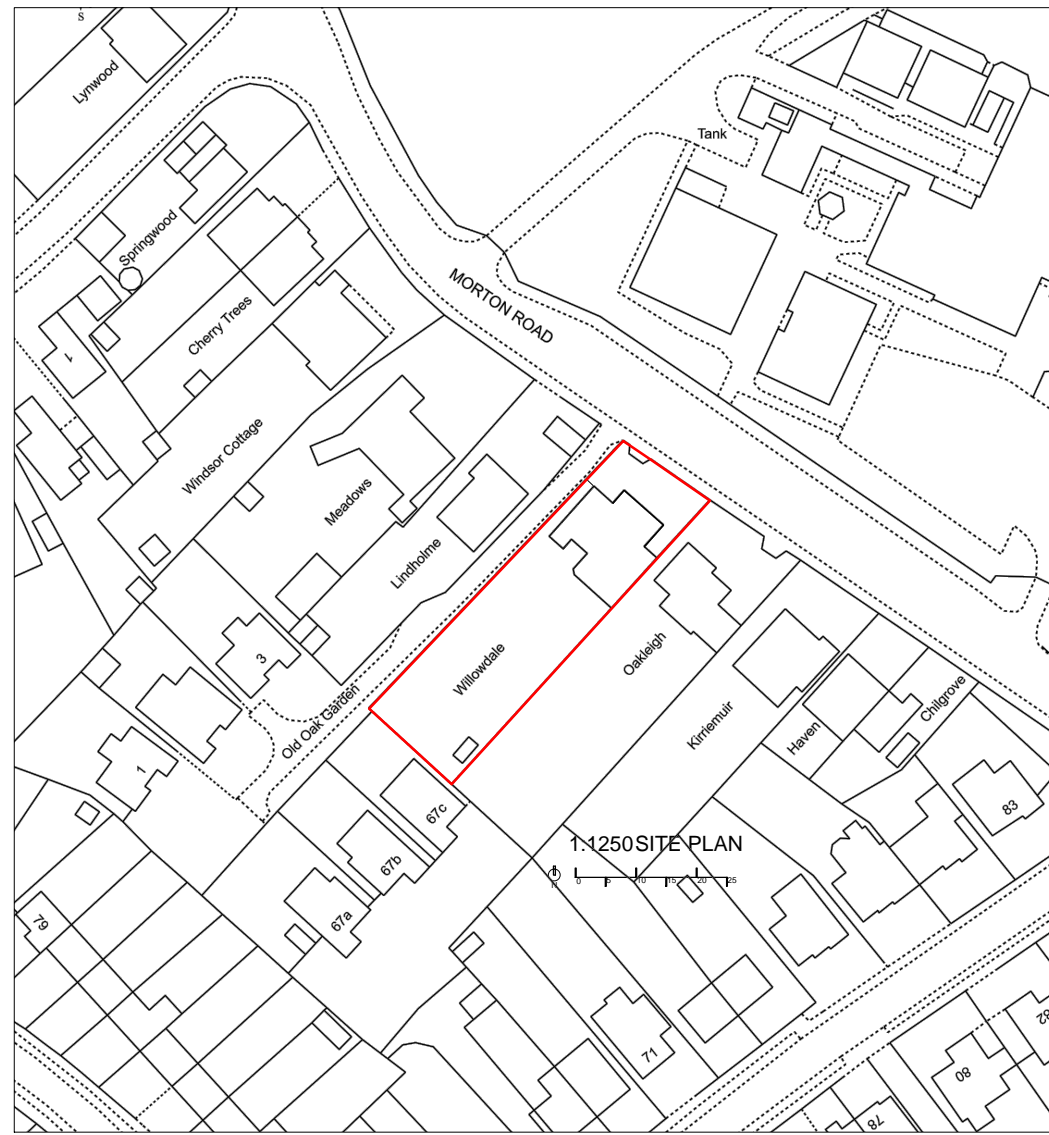 S
Lynwood
Tank
Springwood
MORTON ROAD
Cherry Trees
1
Windsor Cottage
Meadows
Lindholme
3
Willowdale
Oakleigh
Old Oak Garden
Kirriemuir
Haven
Chilgrove
1
67c
67b
67a
83
1:1250 SITE PLAN
0 5 10 15 20 25
79
71
82
80
78